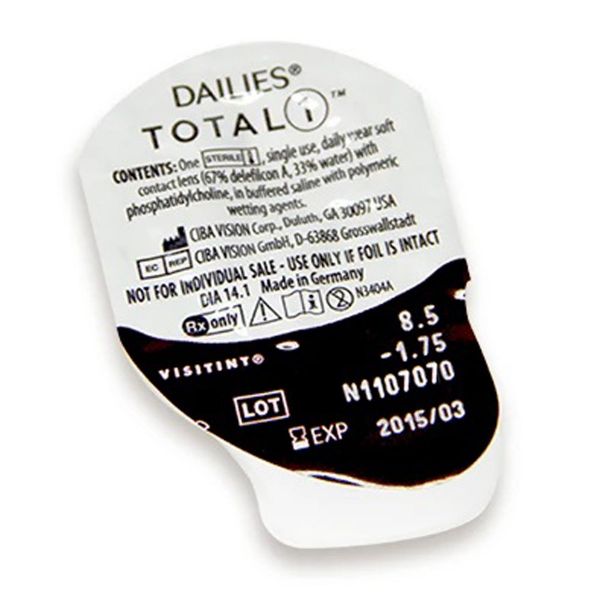 DAILIES®
TOTAL 1™
CONTENTS: One STERILE, single use, daily wear soft
contact lens (67% delefilcon A, 33% water) with
phosphatidylcholine, in buffered saline with polymeric
wetting agents.
CIBA VISION Corp., Duluth, GA 30097 USA
EC REP CIBA VISION GmbH, D-63868 Grosswallstadt
NOT FOR INDIVIDUAL SALE - USE ONLY IF FOIL IS INTACT
DIA 14.1 Made in Germany
Rx only N3404A
8.5
VISITINT® -1.75
LOT N1107070
EXP 2015/03